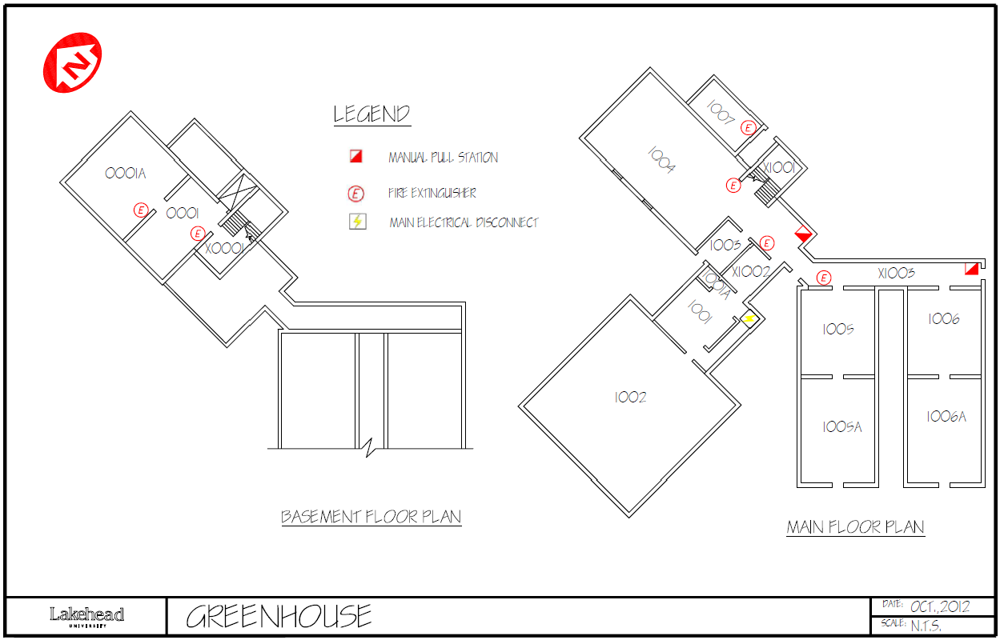 N
LEGEND
MANUAL PULL STATION
E FIRE EXTINGUISHER
MAIN ELECTRICAL DISCONNECT
0001A
E
0001
E
X0001
BASEMENT FLOOR PLAN
1007
E
1004
X1001
E
1003
E
X1002
1001A
1001
E
X1003
1005
1006
1002
1005A
1006A
MAIN FLOOR PLAN
Lakehead
UNIVERSITY
GREENHOUSE
DATE: OCT.,2012
SCALE: N.T.S.